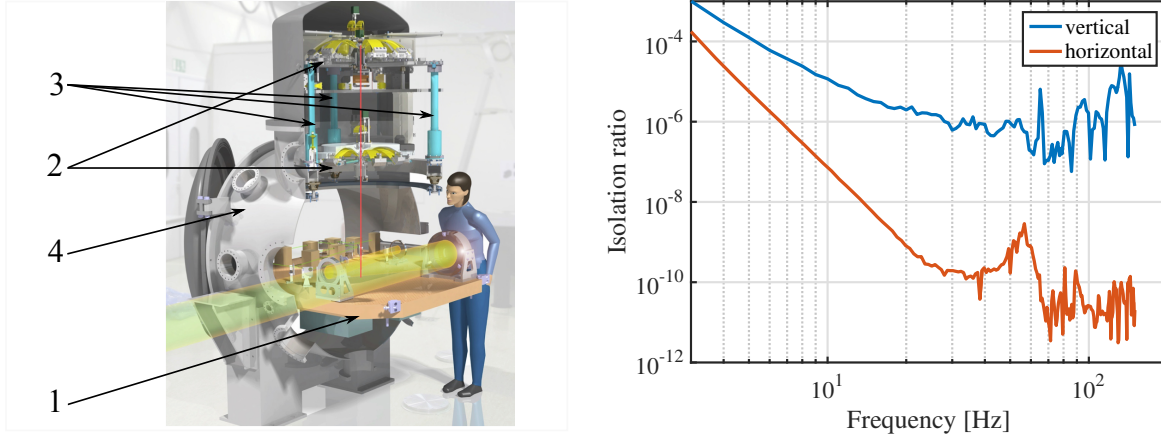 3
2
4
1
vertical
horizontal
Isolation ratio
10^-4
10^-6
10^-8
10^-10
10^-12
10^1
10^2
Frequency [Hz]